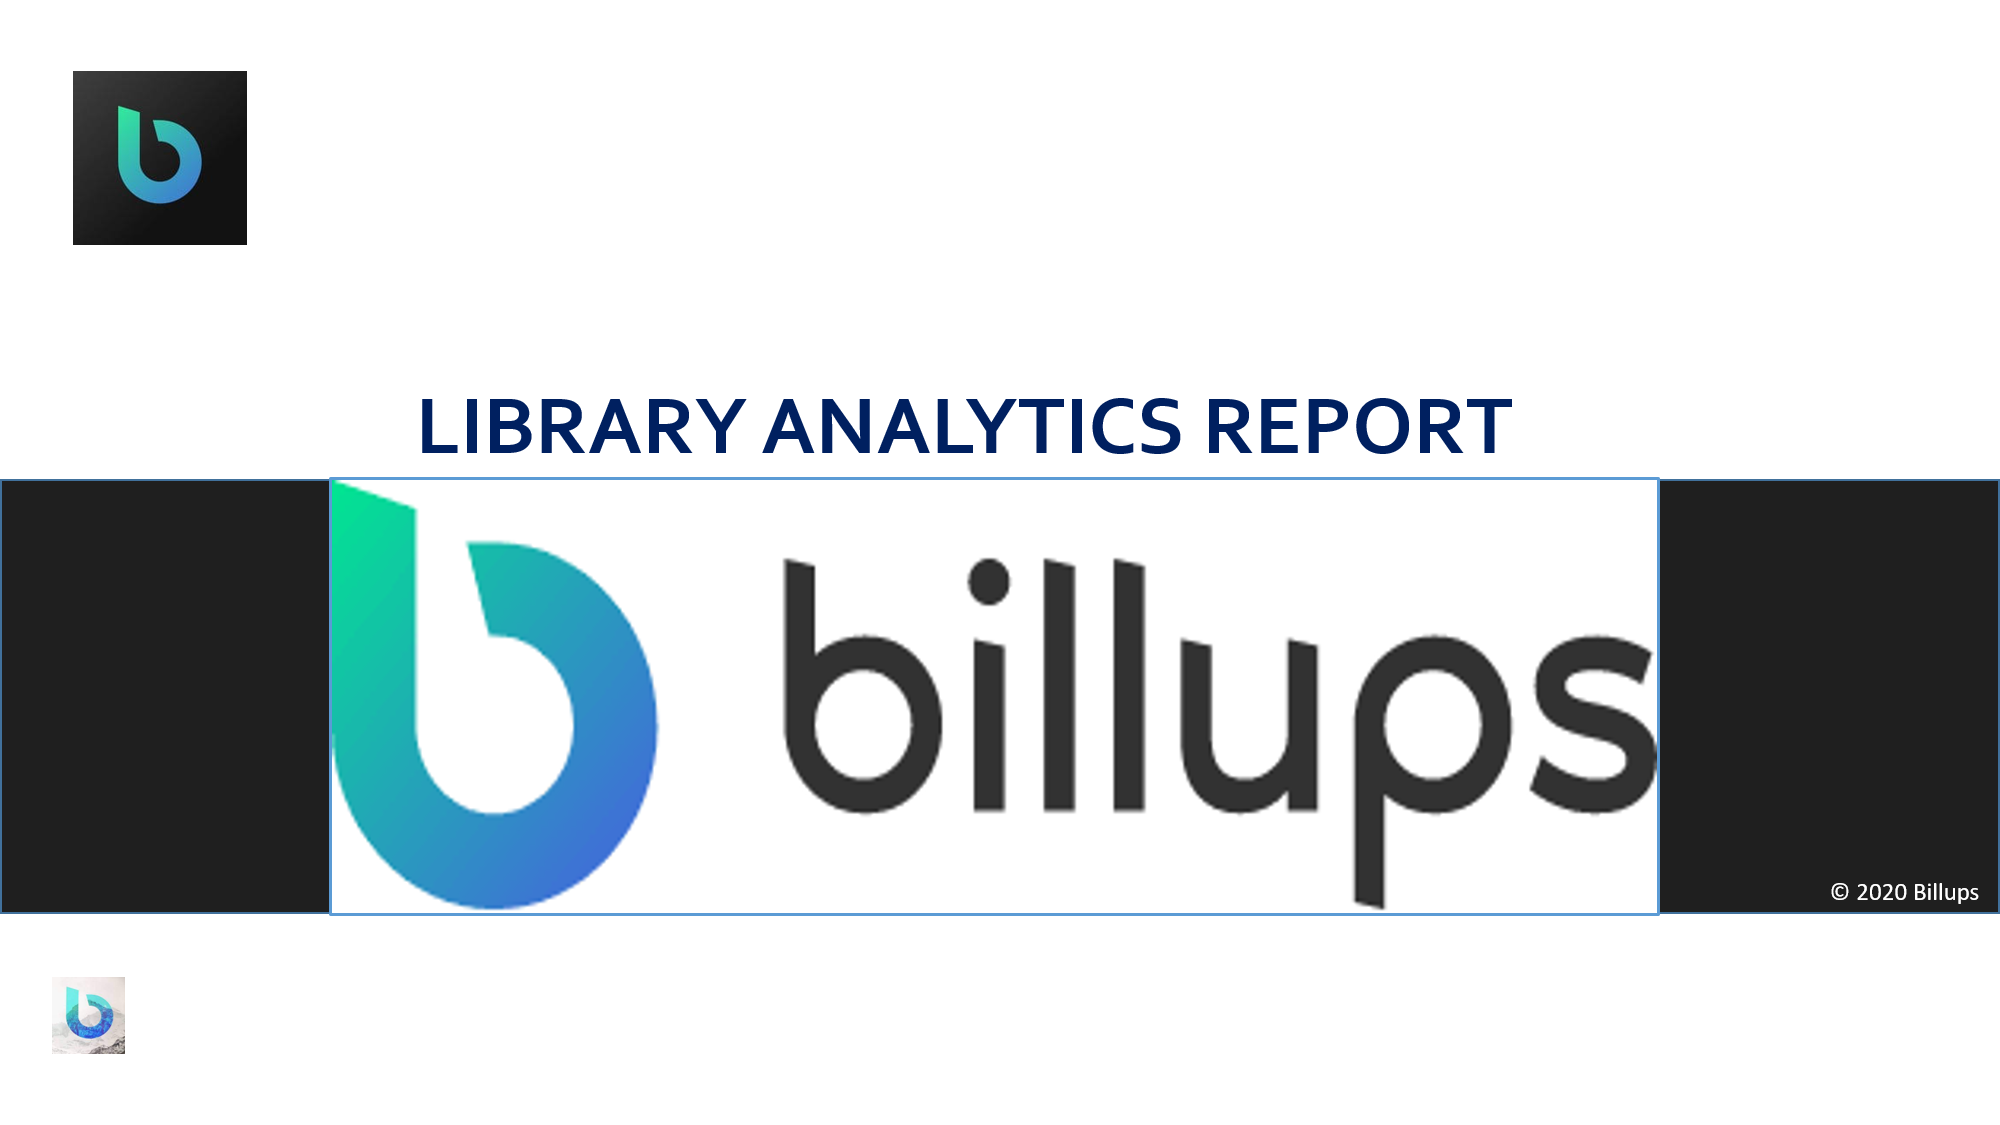 LIBRARY ANALYTICS REPORT
billups
© 2020 Billups